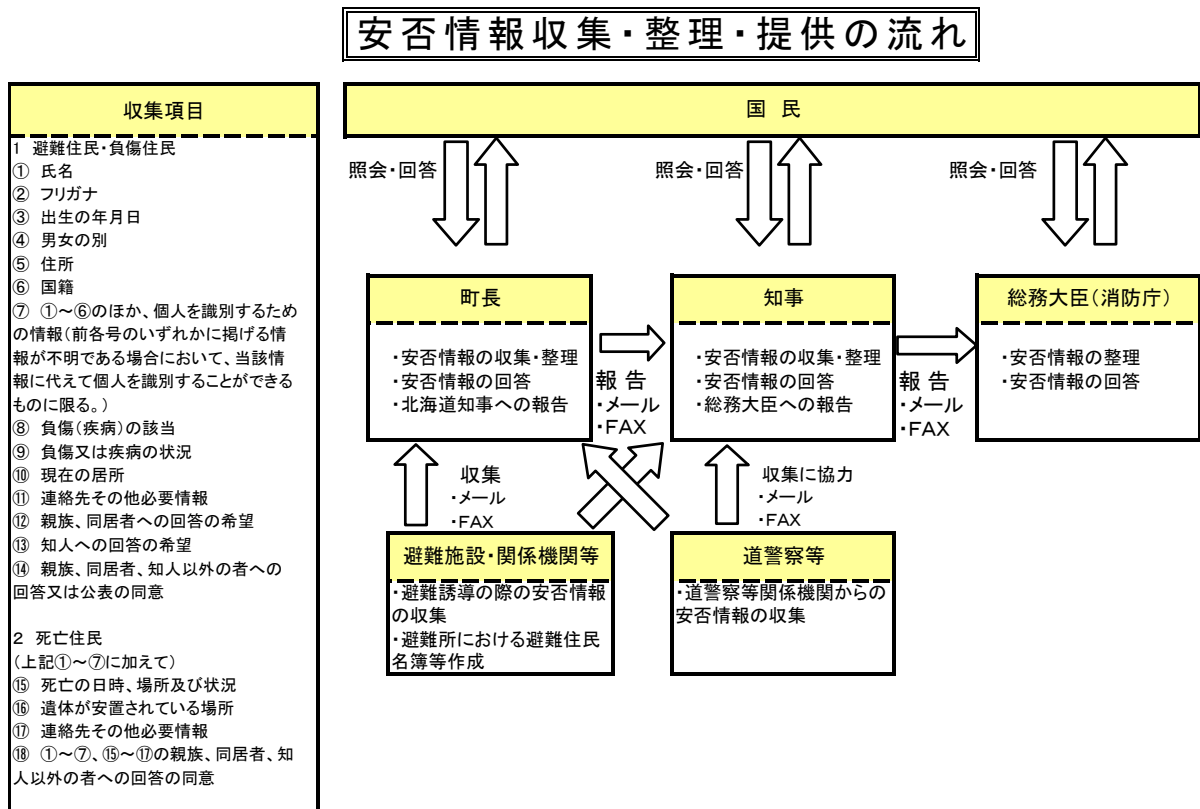 安否情報収集・整理・提供の流れ
収集項目
1 避難住民・負傷住民
① 氏名
② フリガナ
③ 出生の年月日
④ 男女の別
⑤ 住所
⑥ 国籍
⑦ ①～⑥のほか、個人を識別するため
の情報(前各号のいずれかに掲げる情
報が不明である場合において、当該情
報に代えて個人を識別することができる
ものに限る。)
⑧ 負傷(疾病)の該当
⑨ 負傷又は疾病の状況
⑩ 現在の居所
⑪ 連絡先その他必要情報
⑫ 親族、同居者への回答の希望
⑬ 知人への回答の希望
⑭ 親族、同居者、知人以外の者への
回答又は公表の同意
2 死亡住民
(上記①～⑦に加えて)
⑮ 死亡の日時、場所及び状況
⑯ 遺体が安置されている場所
⑰ 連絡先その他必要情報
⑱ ①～⑦、⑮～⑰の親族、同居者、知
人以外の者への回答の同意
国 民
照会・回答
照会・回答
照会・回答
町長
・安否情報の収集・整理
・安否情報の回答
・北海道知事への報告
報 告
・メール
・FAX
知事
・安否情報の収集・整理
・安否情報の回答
・総務大臣への報告
報 告
・メール
・FAX
総務大臣(消防庁)
・安否情報の整理
・安否情報の回答
収集
・メール
・FAX
収集に協力
・メール
・FAX
避難施設・関係機関等
・避難誘導の際の安否情報
の収集
・避難所における避難住民
名簿等作成
道警察等
・道警察等関係機関からの
安否情報の収集